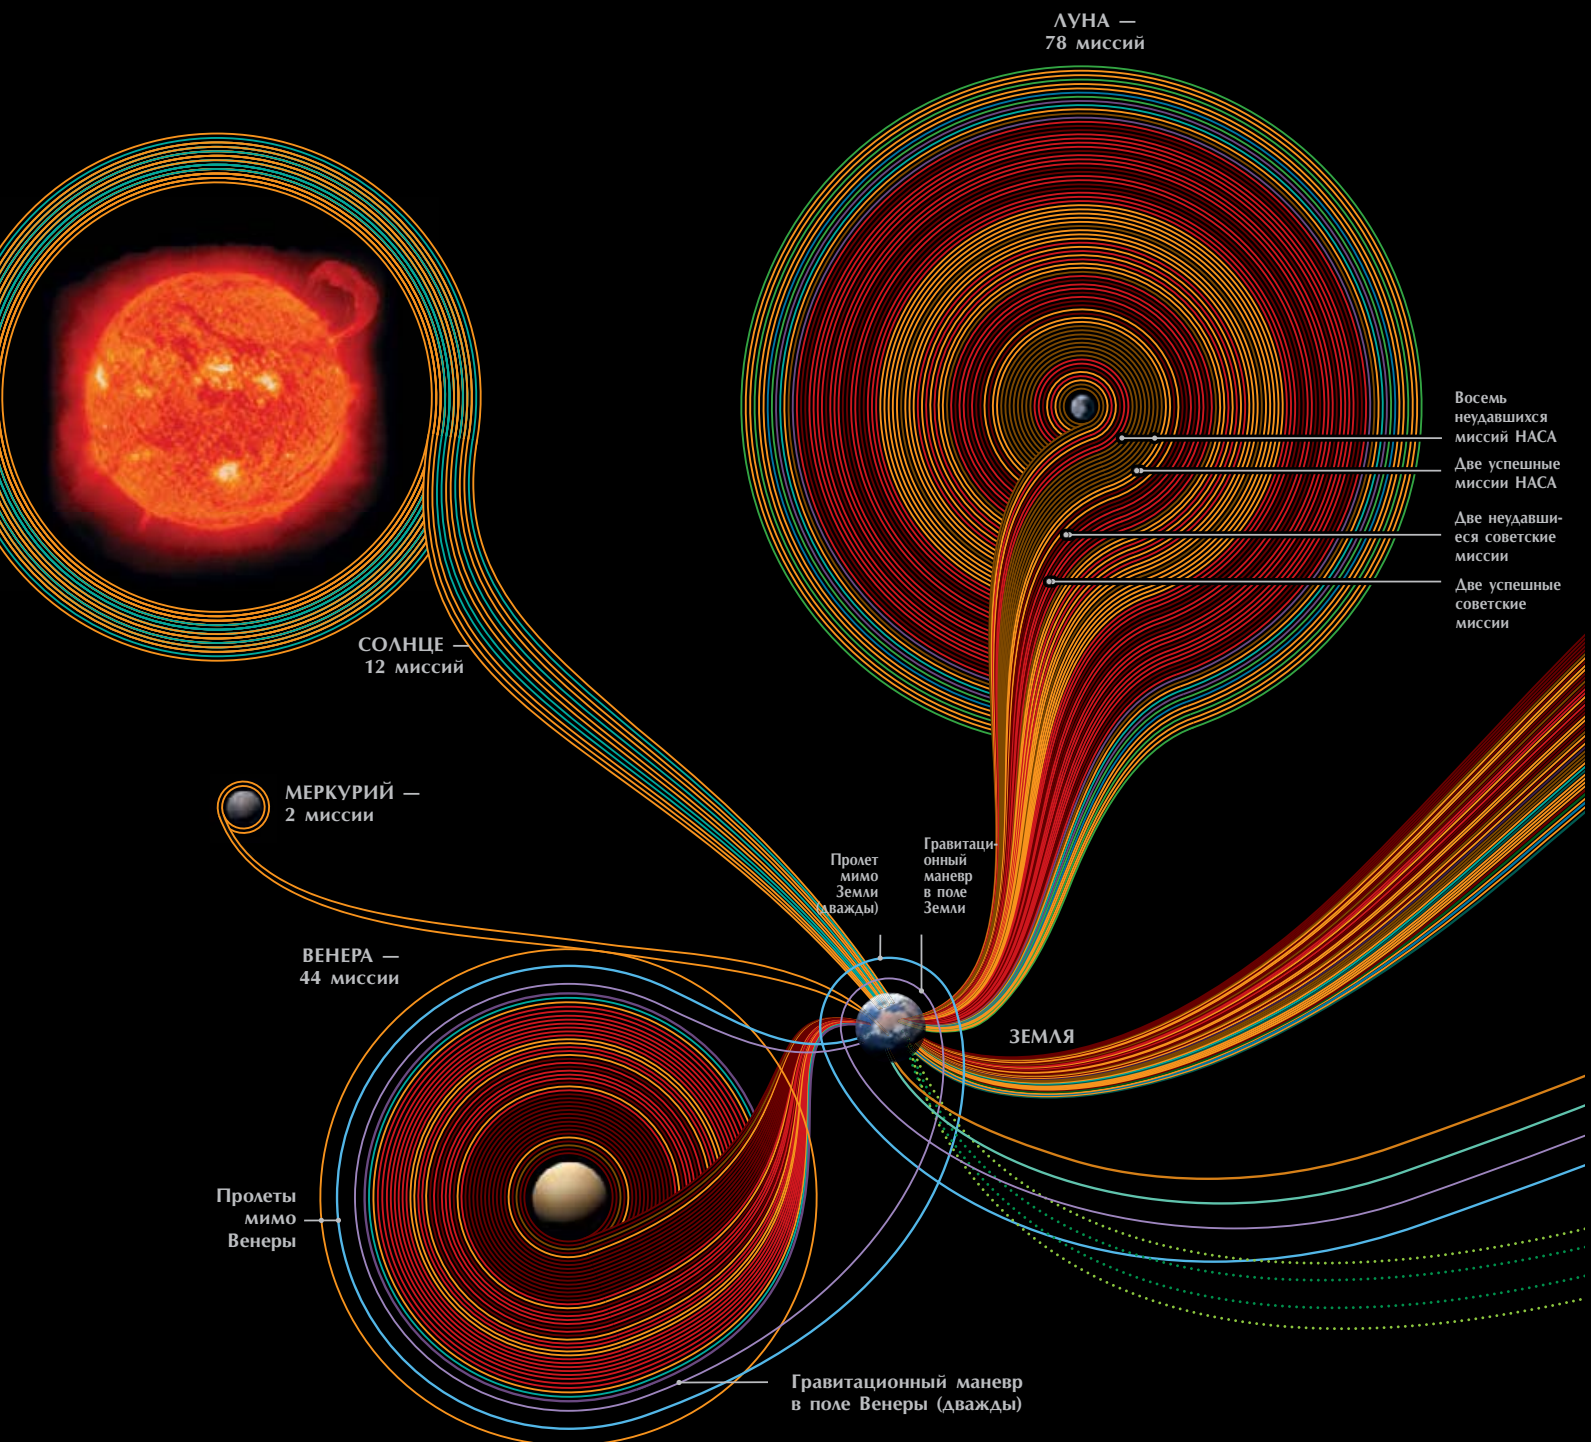 ЛУНА —
78 миссий
Восемь
неудавшихся
миссий НАСА
Две успешные
миссии НАСА
Две неудавши-
еся советские
миссии
Две успешные
советские
миссии
СОЛНЦЕ —
12 миссий
МЕРКУРИЙ —
2 миссии
Пролет
мимо
Земли
(дважды)
Гравитаци-
онный
маневр
в поле
Земли
ВЕНЕРА —
44 миссии
ЗЕМЛЯ
Пролеты
мимо
Венеры
Гравитационный маневр
в поле Венеры (дважды)